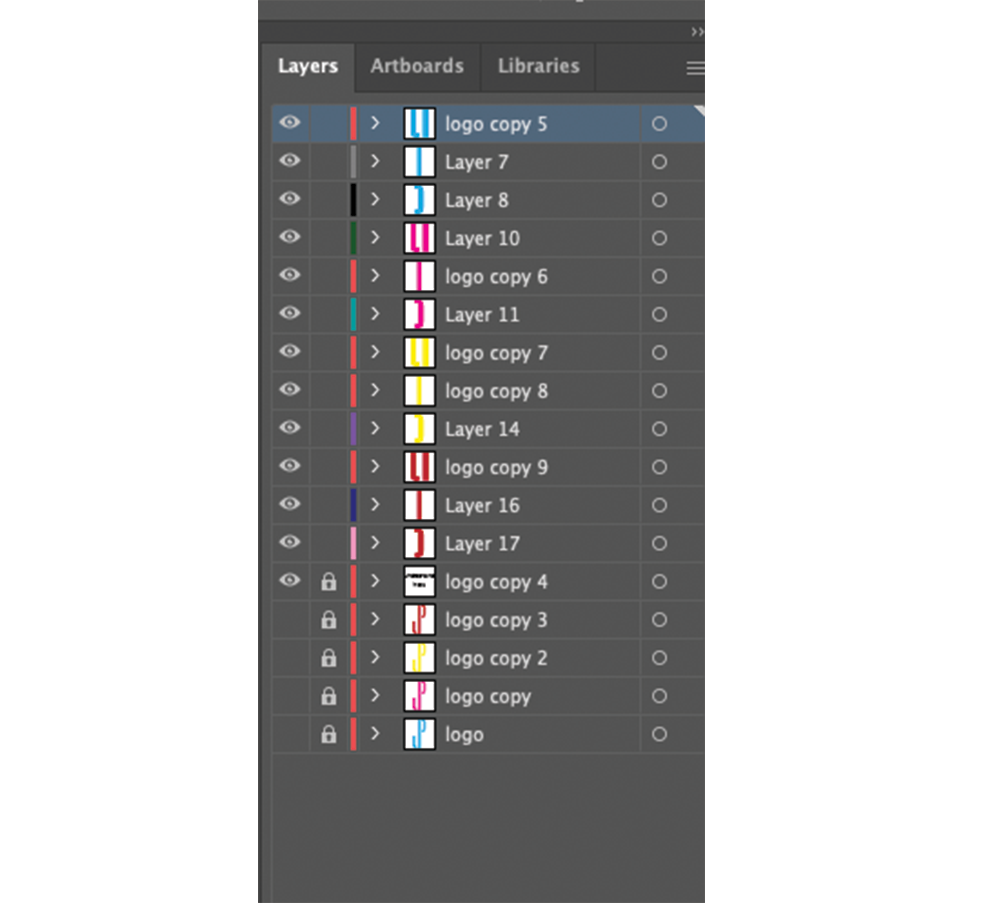 Layers Artboards Libraries
logo copy 5
Layer 7
Layer 8
Layer 10
logo copy 6
Layer 11
logo copy 7
logo copy 8
Layer 14
logo copy 9
Layer 16
Layer 17
logo copy 4
logo copy 3
logo copy 2
logo copy
logo